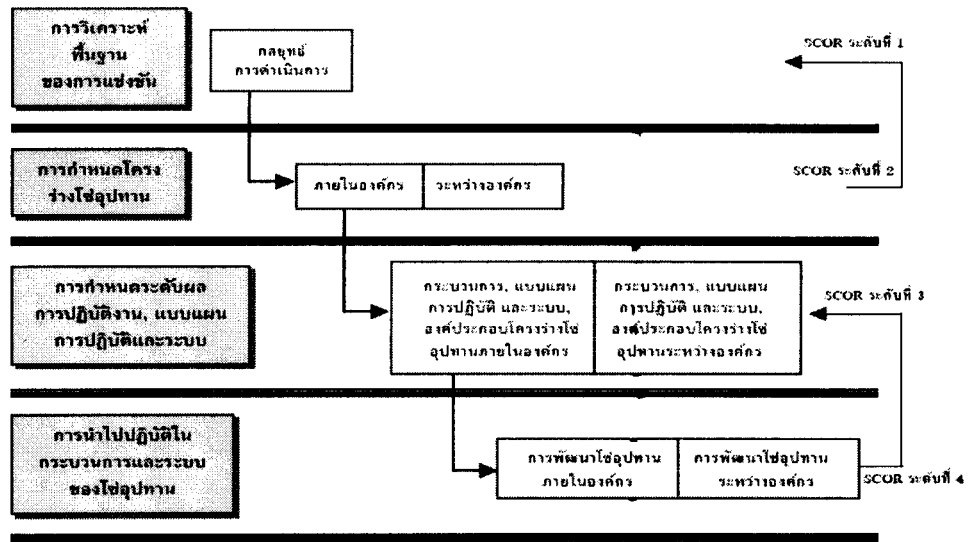 การวิเคราะห์
พื้นฐาน
ของการแข่งขัน
กลยุทธ์
การดำเนินการ
SCOR ระดับที่ 1
การกำหนดโครง
ร่างโซ่อุปทาน
ภายในองค์กร
ระหว่างองค์กร
SCOR ระดับที่ 2
การกำหนดระดับผล
การปฏิบัติงาน, แบบแผน
การปฏิบัติและระบบ
กระบวนการ, แบบแผน
การปฏิบัติ และระบบ,
องค์ประกอบโครงร่างโซ่
อุปทานภายในองค์กร
กระบวนการ, แบบแผน
การปฏิบัติ และระบบ,
องค์ประกอบโครงร่างโซ่
อุปทานระหว่างองค์กร
SCOR ระดับที่ 3
การนำไปปฏิบัติใน
กระบวนการและระบบ
ของโซ่อุปทาน
การพัฒนาโซ่อุปทาน
ภายในองค์กร
การพัฒนาโซ่อุปทาน
ระหว่างองค์กร
SCOR ระดับที่ 4